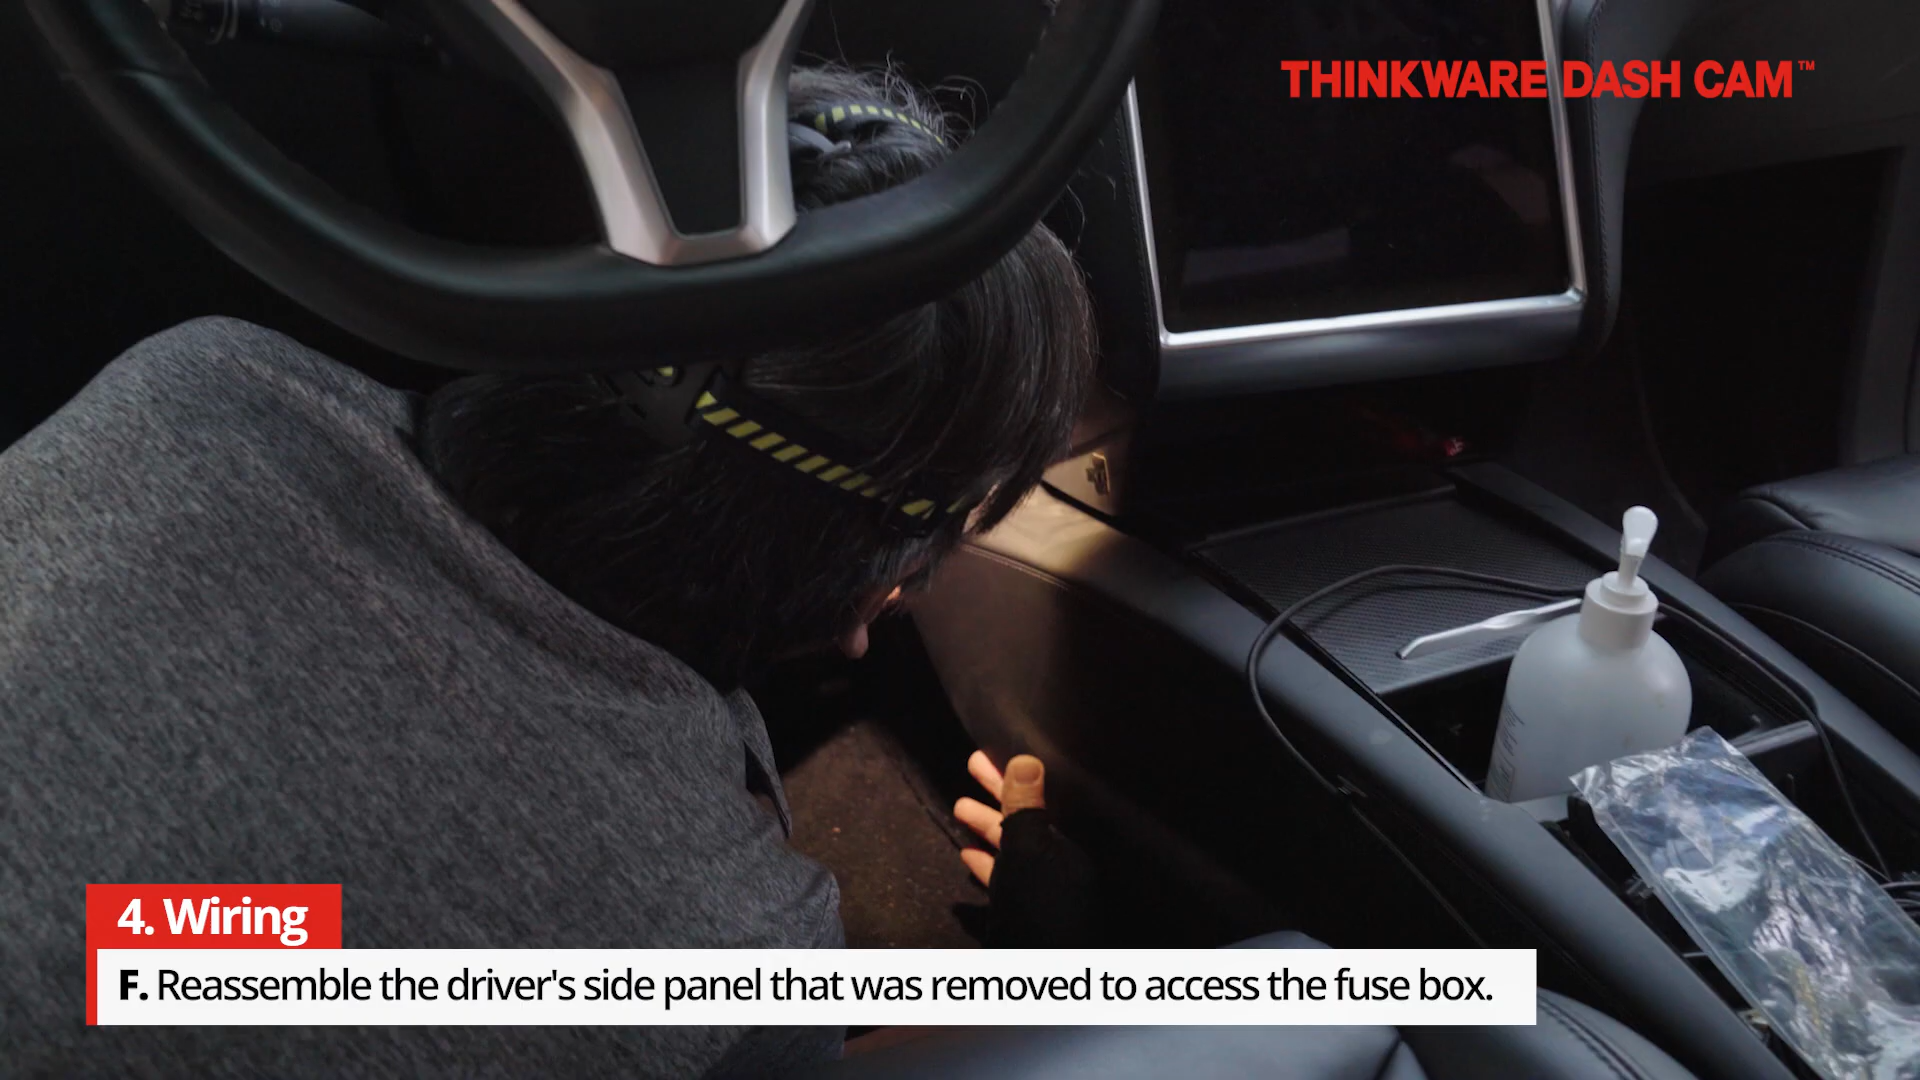 THINKWARE DASH CAM™
4. Wiring
F. Reassemble the driver's side panel that was removed to access the fuse box.